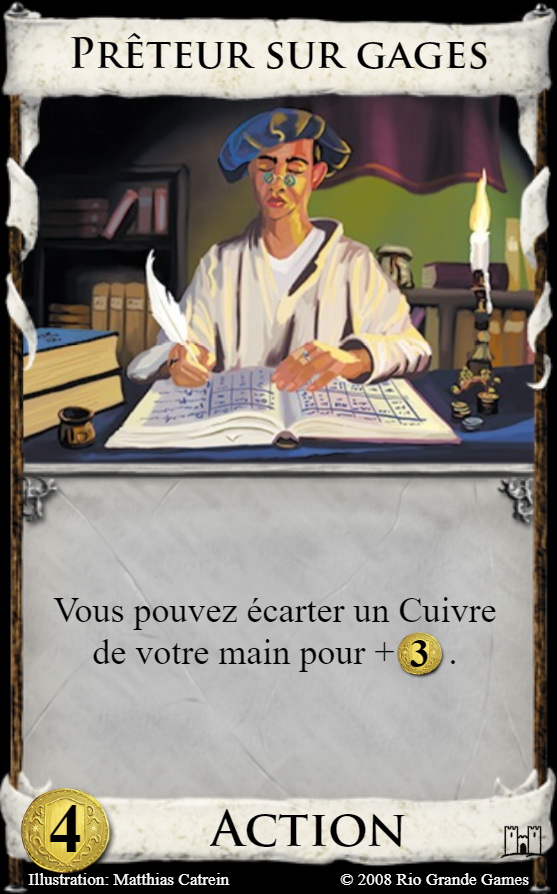 Prêteur sur gages
Vous pouvez écarter un Cuivre
de votre main pour +3 .
4 Action
Illustration: Matthias Catrein © 2008 Rio Grande Games